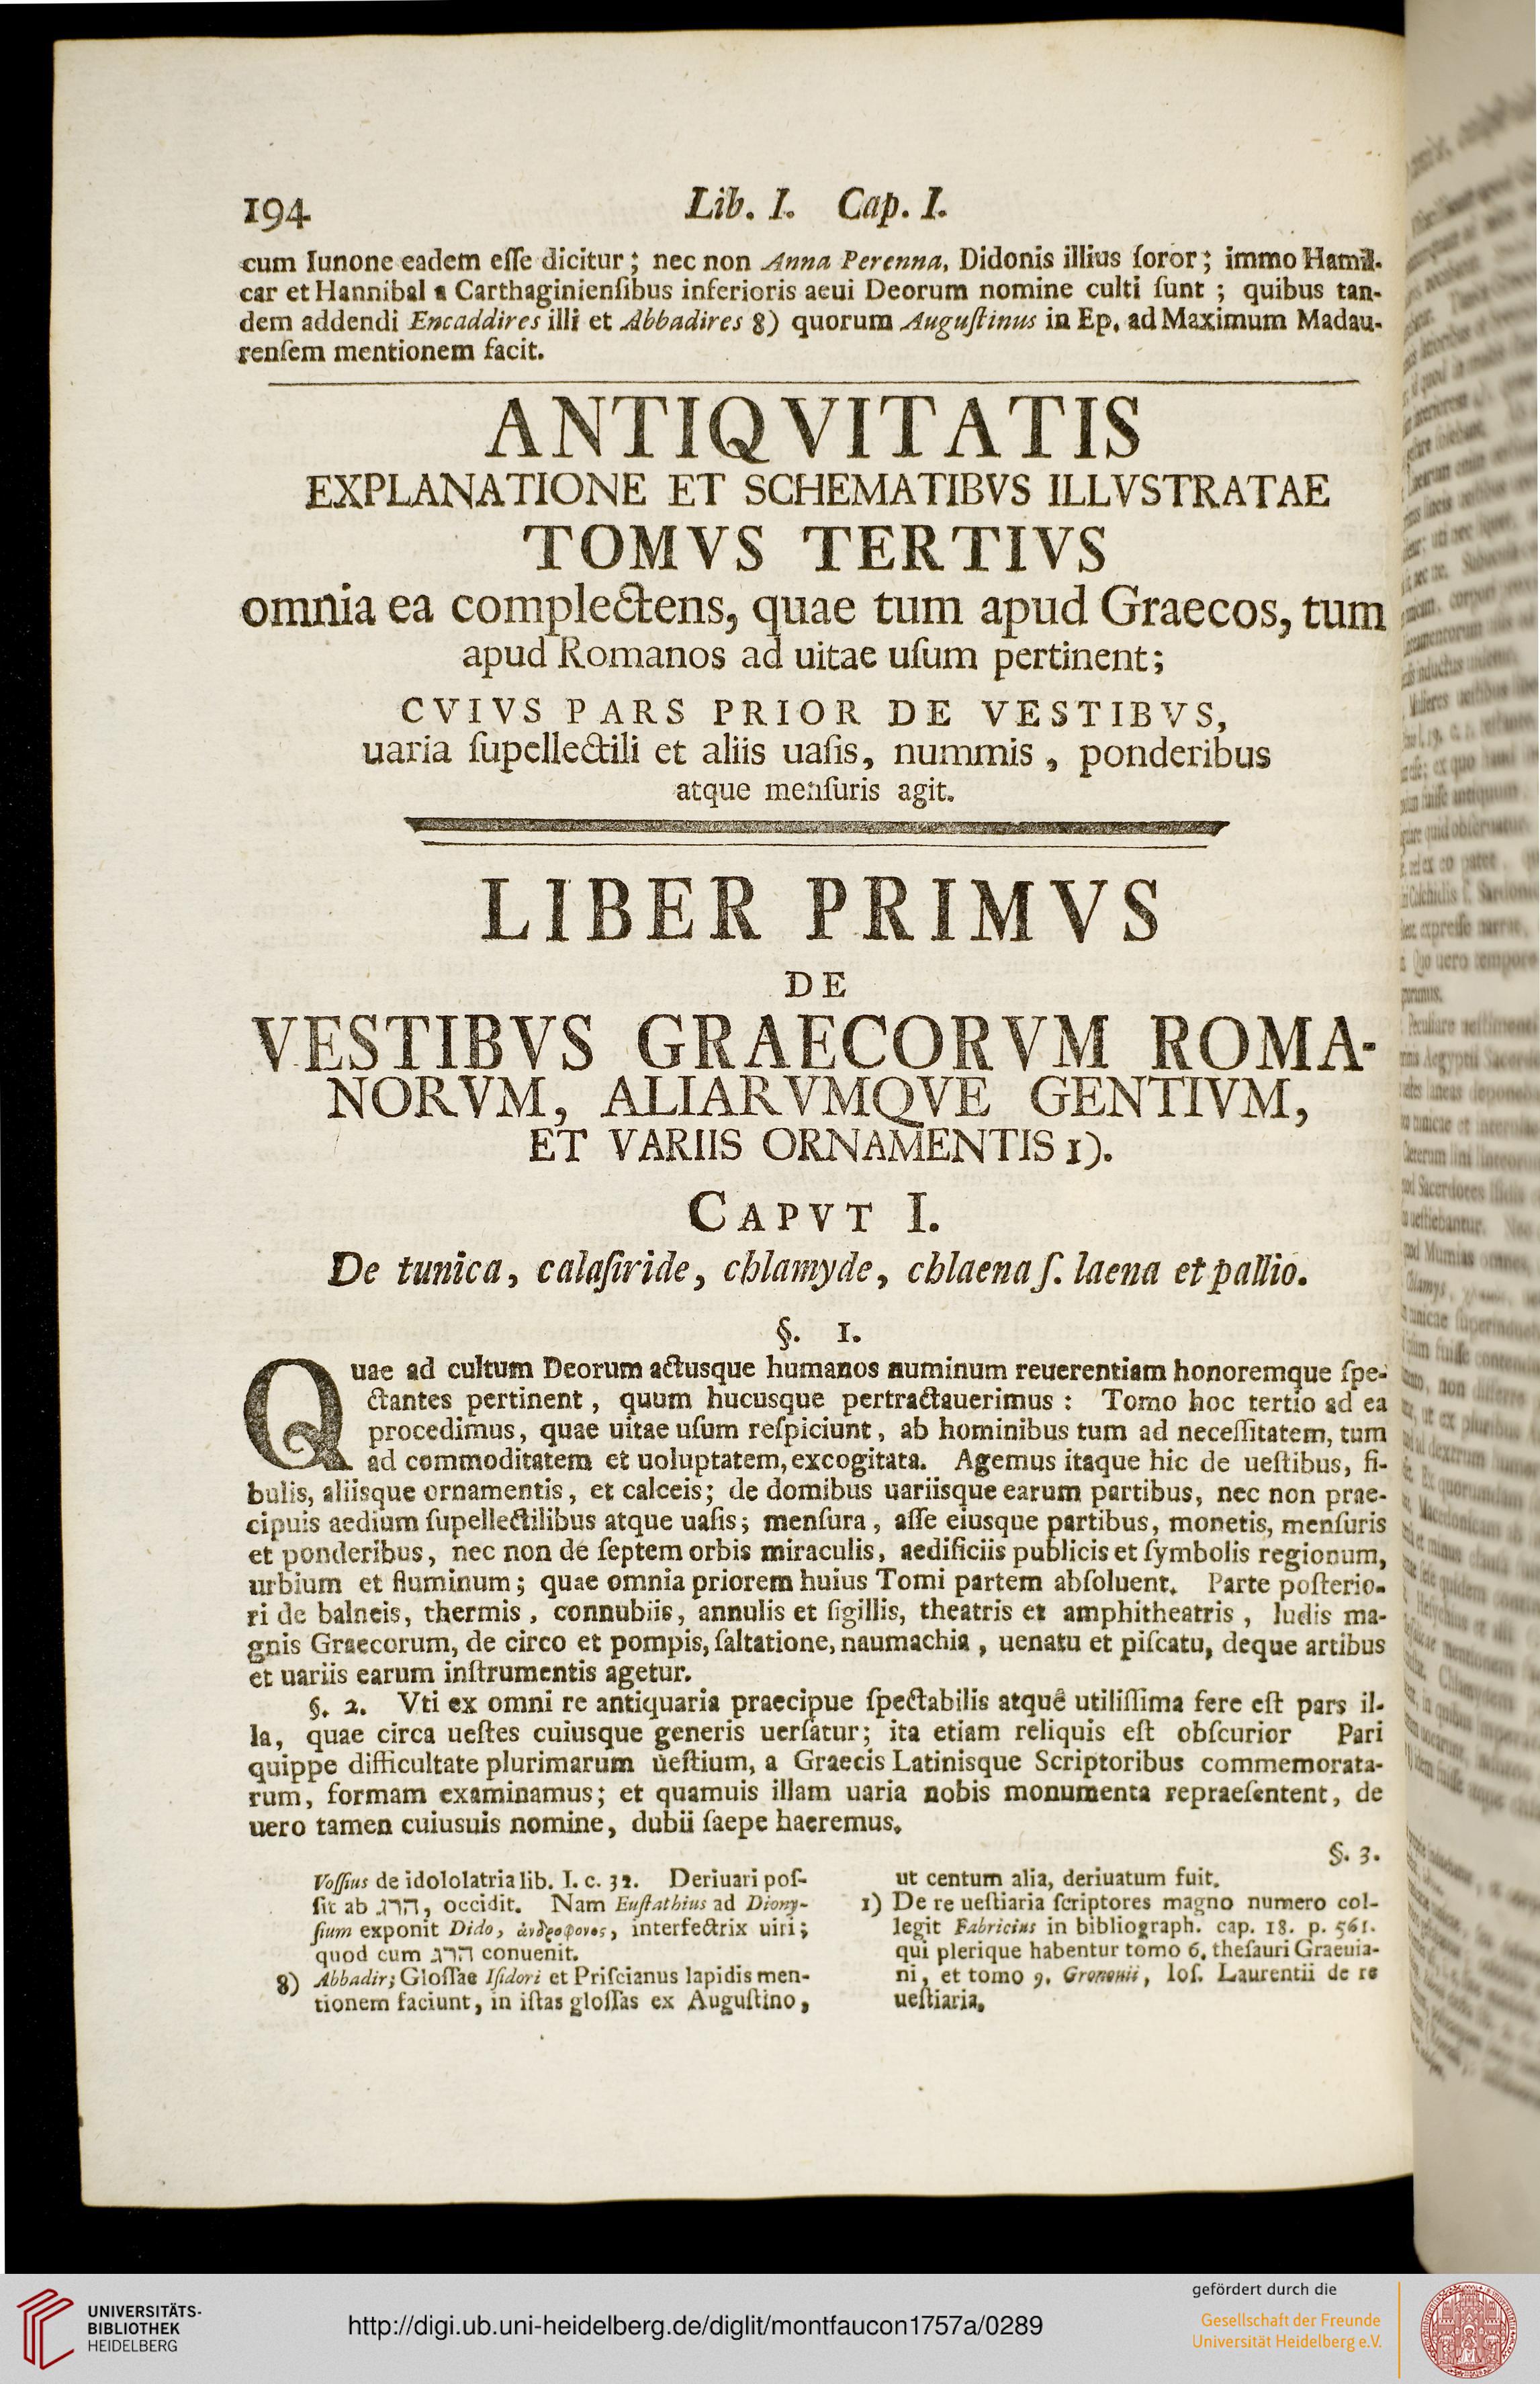 194 Lib. I. Cap. I.
cum Iunone eadem eſſe dicitur; nec non Anna Perenna, Didonis illius ſoror; immo Hamil-
car et Hannibal a Carthaginienſibus inferioris aeui Deorum nomine culti ſunt; quibus tan-
dem addendi Encaddires illi et Abbadires 8) quorum Auguſtinus in Ep. ad Maximum Madau-
renſem mentionem facit.
ANTIQVITATIS
EXPLANATIONE ET SCHEMATIBVS ILLVSTRATAE
TOMVS TERTIVS
omnia ea complectens, quae tum apud Graecos, tum
apud Romanos ad uitae uſum pertinent;
CVIVS PARS PRIOR DE VESTIBVS,
uaria ſupellectili et aliis uaſis, nummis, ponderibus
atque menſuris agit.
LIBER PRIMVS
DE
VESTIBVS GRAECORVM ROMA-
NORVM, ALIARVMQVE GENTIVM,
ET VARIIS ORNAMENTIS 1).
CAPVT I.
De tunica, calaſiride, chlamyde, chlaena ſ. laena et pallio.
§. 1.
Quae ad cultum Deorum actusque humanos numinum reuerentiam honoremque ſpe-
ctantes pertinent, quum hucusque pertractauerimus: Tomo hoc tertio ad ea
procedimus, quae uitae uſum reſpiciunt, ab hominibus tum ad neceſſitatem, tum
ad commoditatem et uoluptatem, excogitata. Agemus itaque hic de ueſtibus, fi-
bulis, aliisque ornamentis, et calceis; de domibus uariisque earum partibus, nec non prae-
cipuis aedium ſupellectilibus atque uaſis; menſura, aſſe eiusque partibus, monetis, menſuris
et ponderibus, nec non de ſeptem orbis miraculis, aedificiis publicis et ſymbolis regionum,
urbium et fluminum; quae omnia priorem huius Tomi partem abſoluent. Parte poſterio-
ri de balneis, thermis, connubiis, annulis et ſigillis, theatris et amphitheatris, ludis ma-
gnis Graecorum, de circo et pompis, ſaltatione, naumachia, uenatu et piſcatu, deque artibus
et uariis earum inſtrumentis agetur.
§. 2. Vti ex omni re antiquaria praecipue ſpectabilis atquê utiliſſima fere eſt pars il-
la, quae circa ueſtes cuiusque generis uerſatur; ita etiam reliquis eſt obſcurior Pari
quippe difficultate plurimarum ueſtium, a Graecis Latinisque Scriptoribus commemorata-
rum, formam examinamus; et quamuis illam uaria nobis monumenta repraeſentent, de
uero tamen cuiusuis nomine, dubii ſaepe haeremus.
§. 3.
Voſſius de idololatria lib. I. c. 32. Deriuari poſ-
ſit ab הרג, occidit. Nam Euſtathius ad Diony-
ſium exponit Dido, ἀνδροφονος, interfectrix uiri;
quod cum הרג conuenit.
8) Abbadir; Gloſſae Iſidori et Priſcianus lapidis men-
tionem faciunt, in iſtas gloſſas ex Auguſtino,
ut centum alia, deriuatum fuit.
1) De re ueſtiaria ſcriptores magno numero col-
legit Fabricius in bibliograph. cap. 18. p. 561.
qui plerique habentur tomo 6. theſauri Graeuia-
ni, et tomo 9. Gronouii, Ioſ. Laurentii de re
ueſtiaria.
UNIVERSITÄTS-
BIBLIOTHEK
HEIDELBERG
http://digi.ub.uni-heidelberg.de/diglit/montfaucon1757a/0289
gefördert durch die
Gesellschaft der Freunde
Universität Heidelberg e.V.